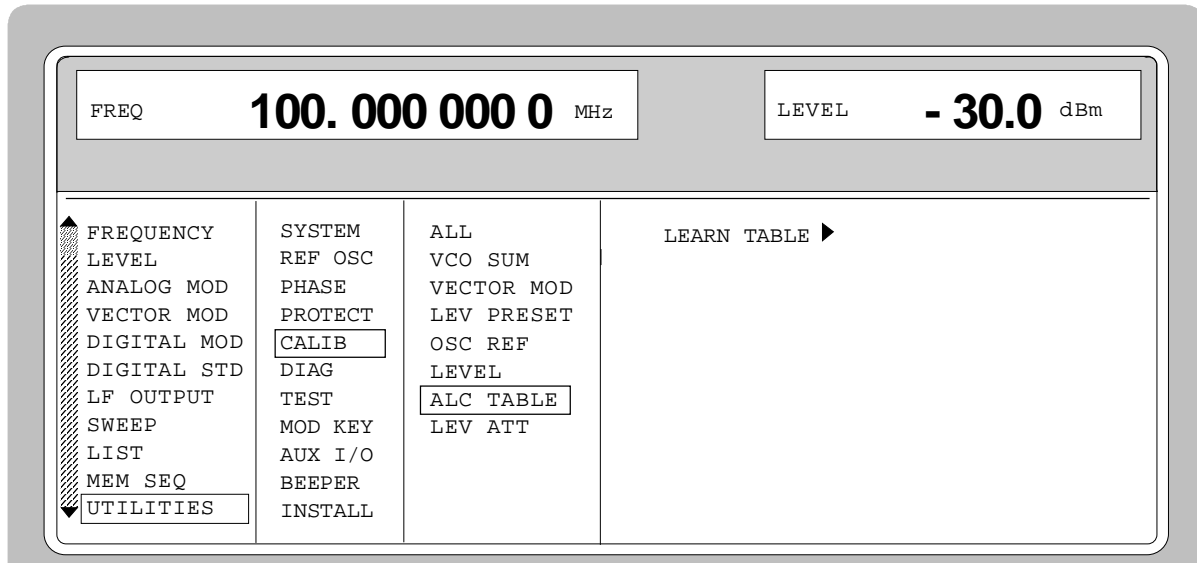 FREQ 100. 000 000 0 MHz
LEVEL - 30.0 dBm
FREQUENCY
LEVEL
ANALOG MOD
VECTOR MOD
DIGITAL MOD
DIGITAL STD
LF OUTPUT
SWEEP
LIST
MEM SEQ
UTILITIES
SYSTEM
REF OSC
PHASE
PROTECT
CALIB
DIAG
TEST
MOD KEY
AUX I/O
BEEPER
INSTALL
ALL
VCO SUM
VECTOR MOD
LEV PRESET
OSC REF
LEVEL
ALC TABLE
LEV ATT
LEARN TABLE